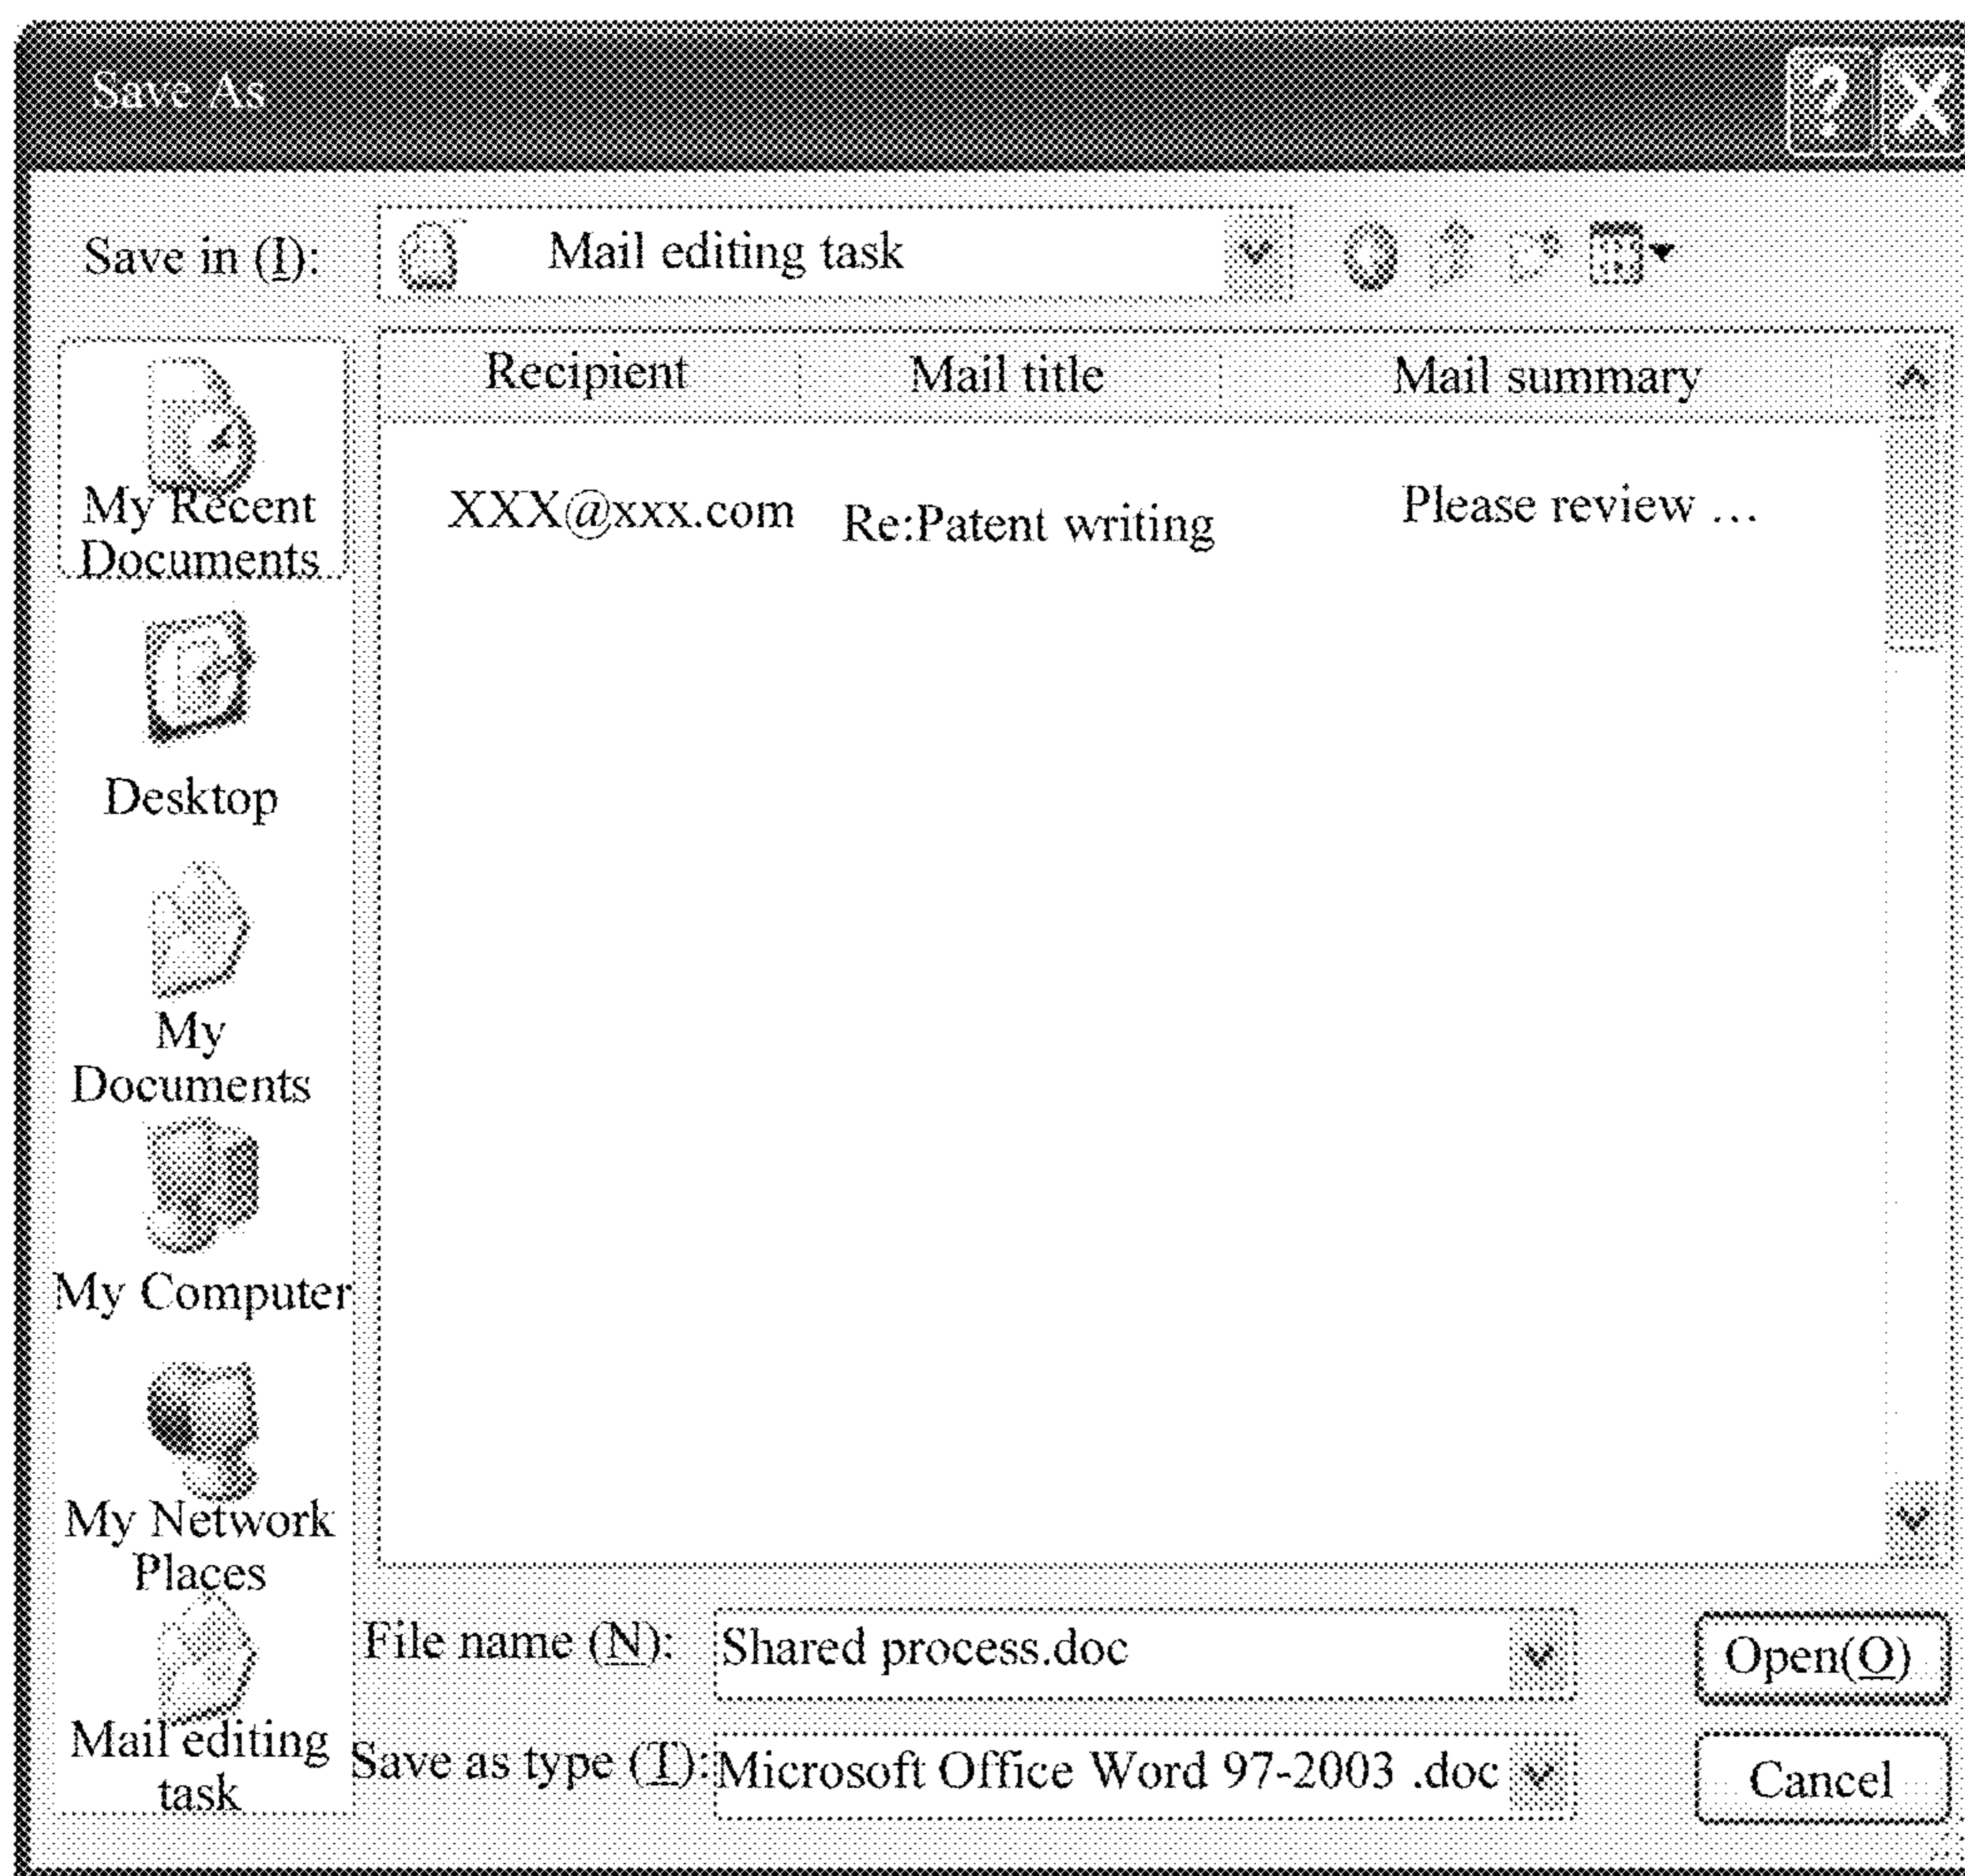 Save As
Save in (I):
Mail editing task
Recipient
Mail title
Mail summary
XXX@xxx.com
Re:Patent writing
Please review ...
My Recent
Documents
Desktop
My
Documents
My Computer
My Network
Places
Mail editing
task
File name (N):
Shared process.doc
Open(O)
Save as type (T):
Microsoft Office Word 97-2003 .doc
Cancel